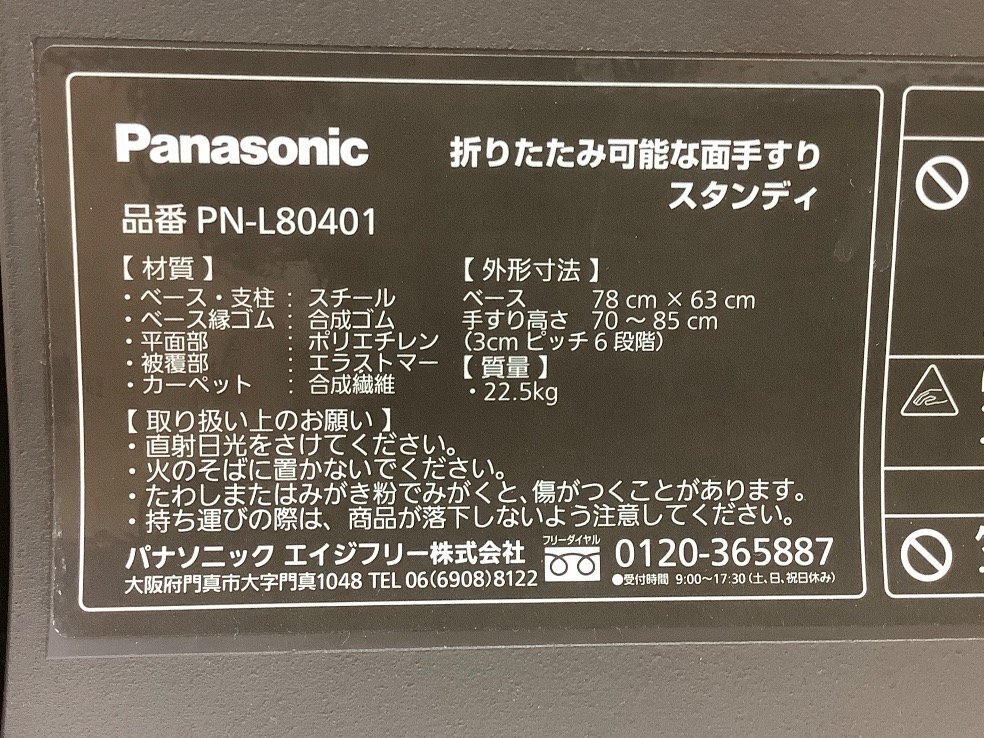 Panasonic
折りたたみ可能な面手すり
スタンディ
品番 PN-L80401
【材質】
・ベース・支柱 : スチール
・ベース縁ゴム : 合成ゴム
・平面部 : ポリエチレン
・被覆部 : エラストマー
・カーペット : 合成繊維
【外形寸法】
ベース 78 cm × 63 cm
手すり高さ 70 ～ 85 cm
（3cm ピッチ 6 段階）
【質量】
・22.5kg
【取り扱い上のお願い】
・直射日光をさけてください。
・火のそばに置かないでください。
・たわしまたはみがき粉でみがくと、傷がつくことがあります。
・持ち運びの際は、商品が落下しないよう注意してください。
パナソニック エイジフリー株式会社
大阪府門真市大字門真1048 TEL 06(6908)8122
フリーダイヤル
0120-365887
●受付時間 9:00～17:30 (土、日、祝日休み)